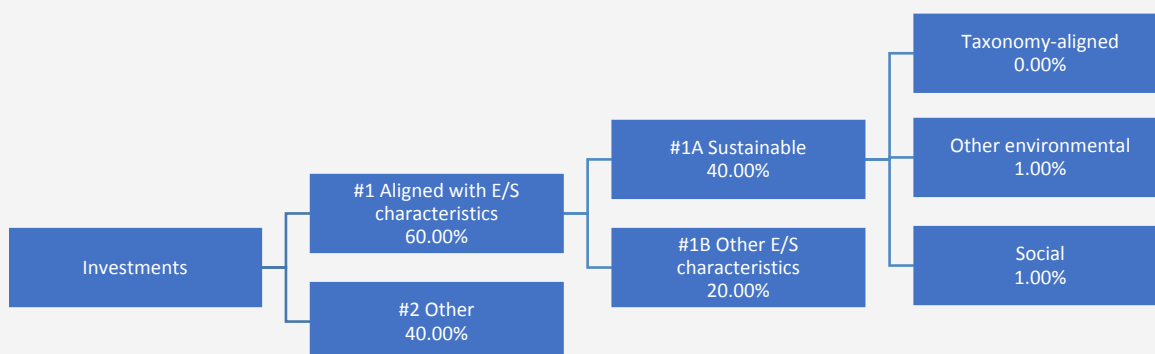 Investments
#1 Aligned with E/S
characteristics
60.00%
#2 Other
40.00%
#1A Sustainable
40.00%
#1B Other E/S
characteristics
20.00%
Taxonomy-aligned
0.00%
Other environmental
1.00%
Social
1.00%